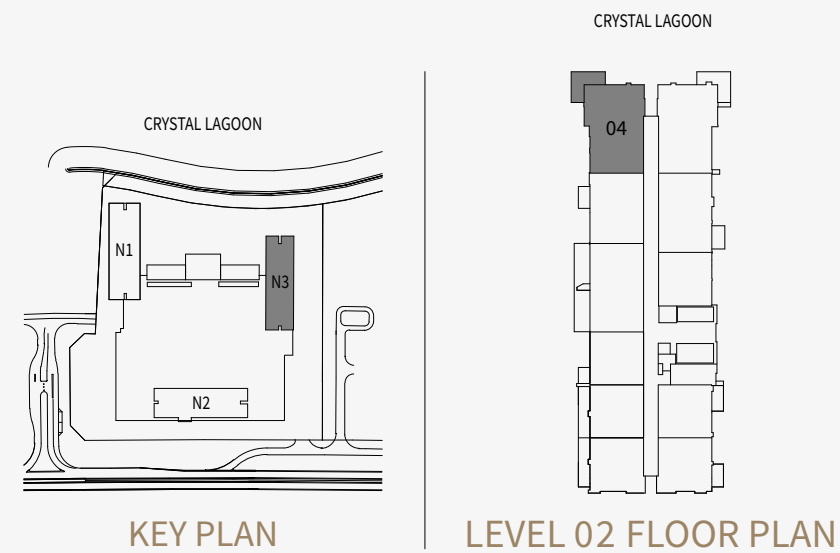 CRYSTAL LAGOON
N1
N3
N2
KEY PLAN
CRYSTAL LAGOON
04
LEVEL 02 FLOOR PLAN